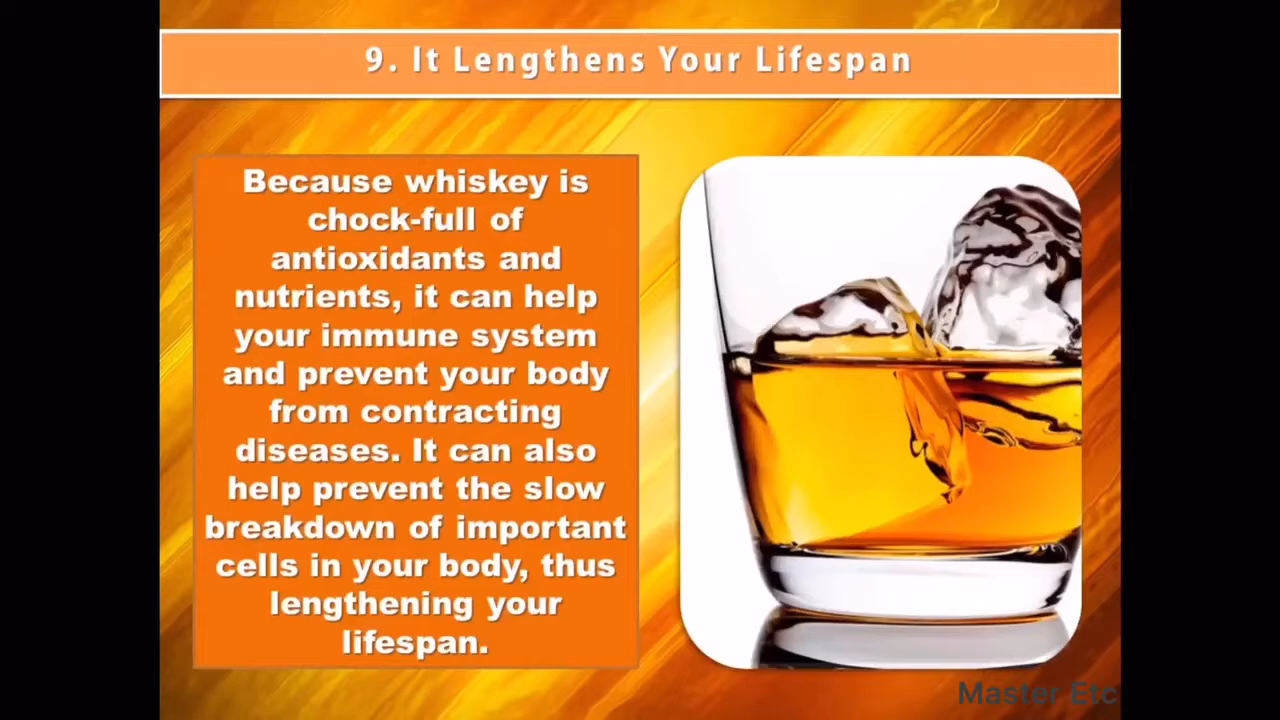 9. It Lengthens Your Lifespan
Because whiskey is
chock-full of
antioxidants and
nutrients, it can help
your immune system
and prevent your body
from contracting
diseases. It can also
help prevent the slow
breakdown of important
cells in your body, thus
lengthening your
lifespan.
Master Etc